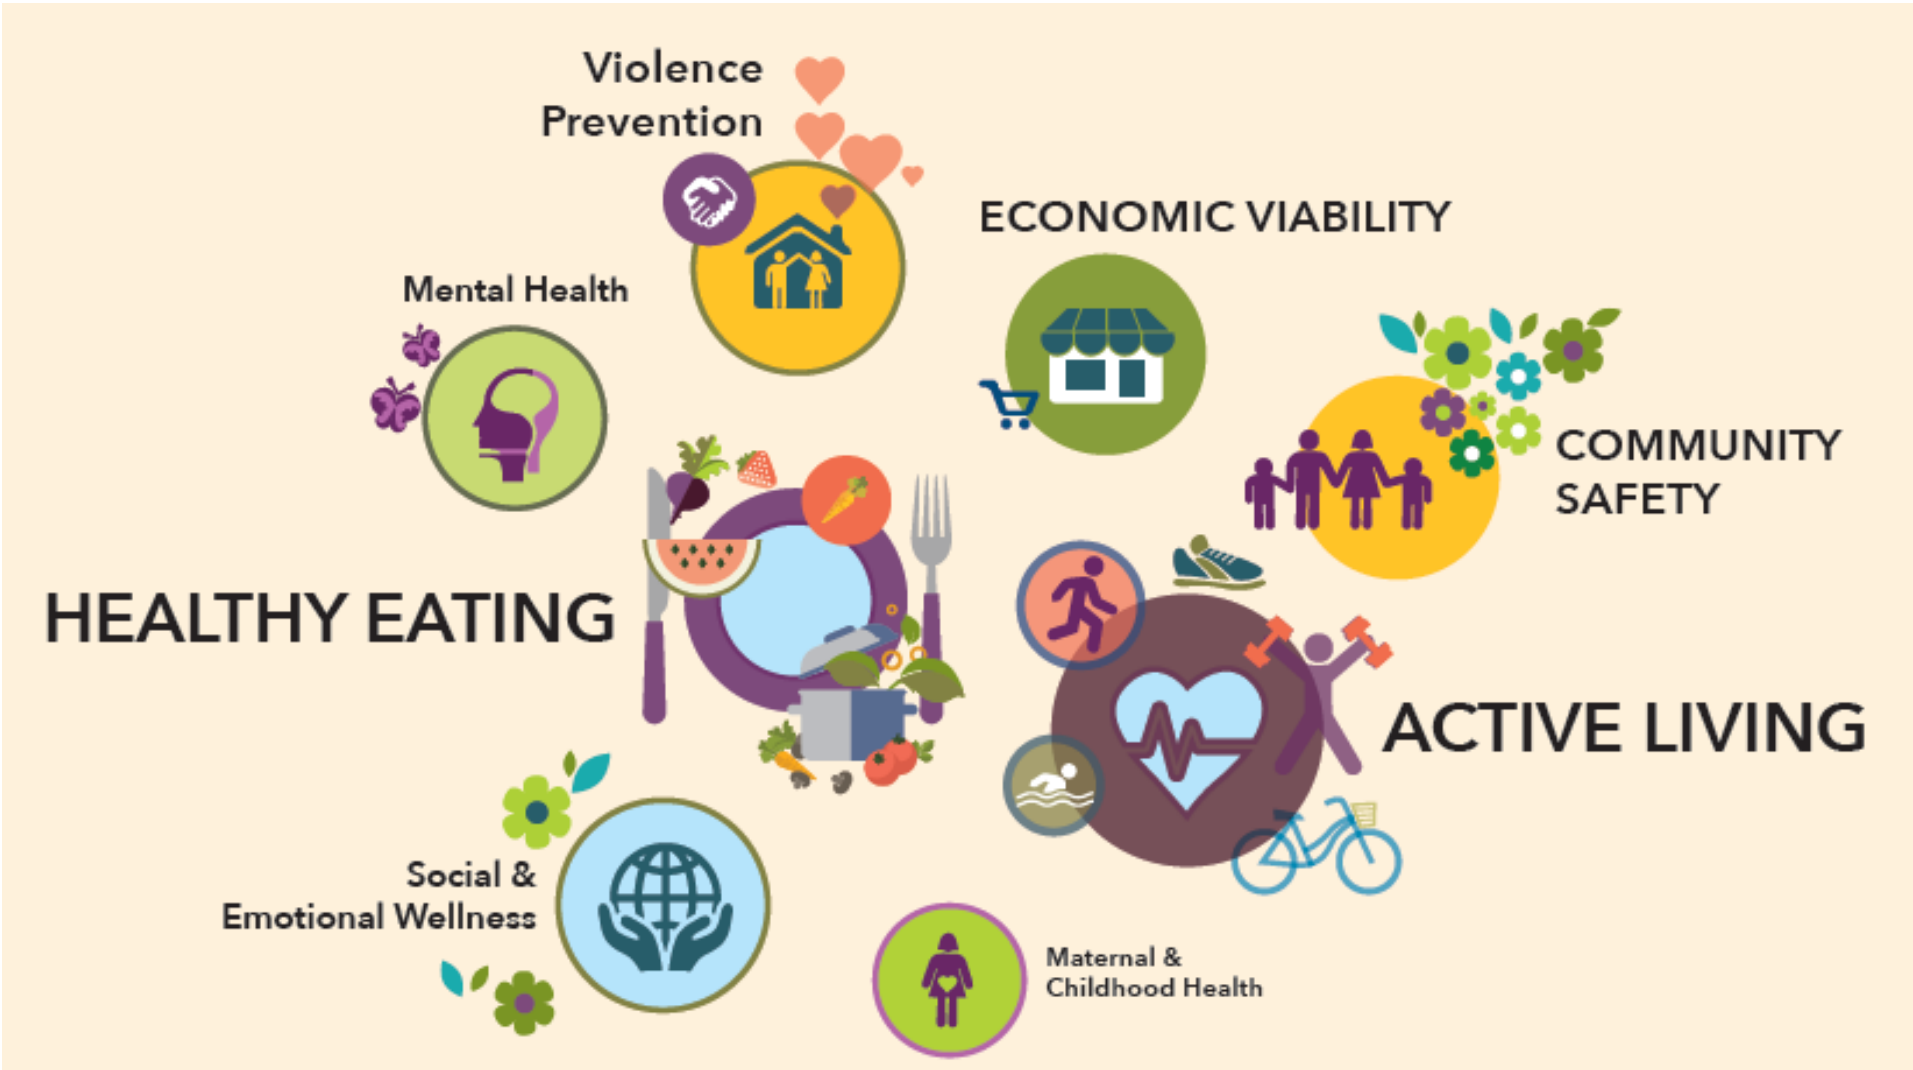 Violence
Prevention
ECONOMIC VIABILITY
Mental Health
COMMUNITY
SAFETY
HEALTHY EATING
ACTIVE LIVING
Social &
Emotional Wellness
Maternal &
Childhood Health